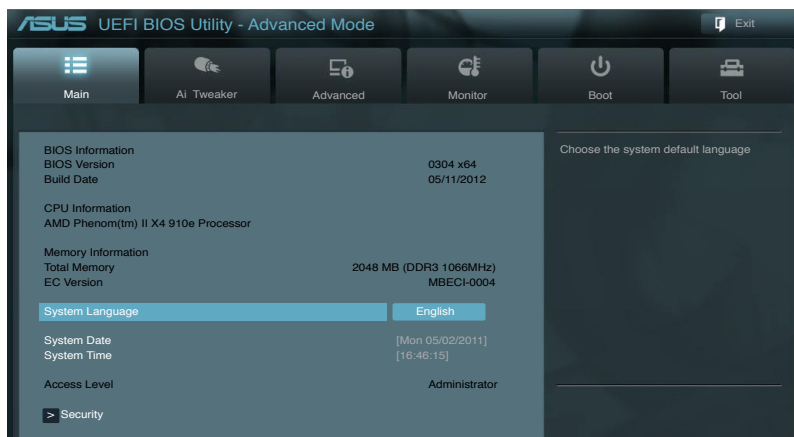 ASUS UEFI BIOS Utility - Advanced Mode
Exit
Main Ai Tweaker Advanced Monitor Boot Tool
BIOS Information
BIOS Version 0304 x64
Build Date 05/11/2012
Choose the system default language
CPU Information
AMD Phenom(tm) II X4 910e Processor
Memory Information
Total Memory 2048 MB (DDR3 1066MHz)
EC Version MBECI-0004
System Language English
System Date [Mon 05/02/2011]
System Time [16:46:15]
Access Level Administrator
> Security